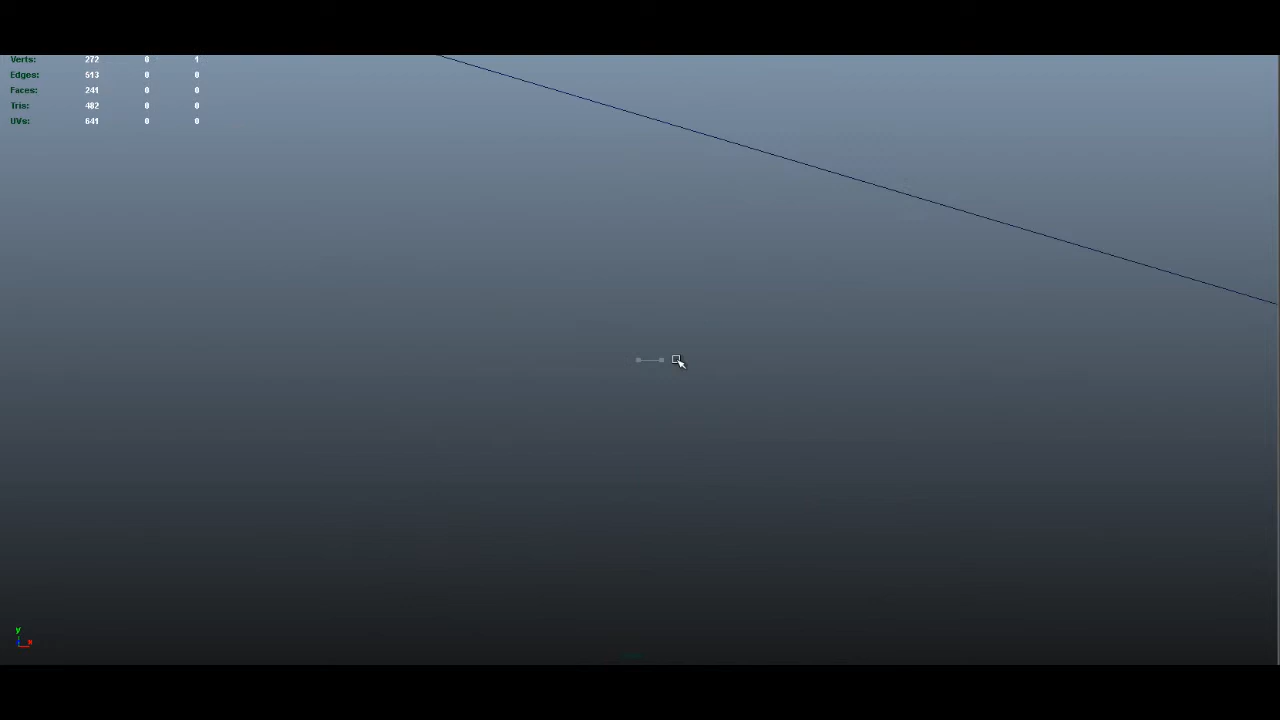 Verts: 272 0 1
Edges: 513 0 0
Faces: 241 0 0
Tris: 482 0 0
UVs: 641 0 0
y
x